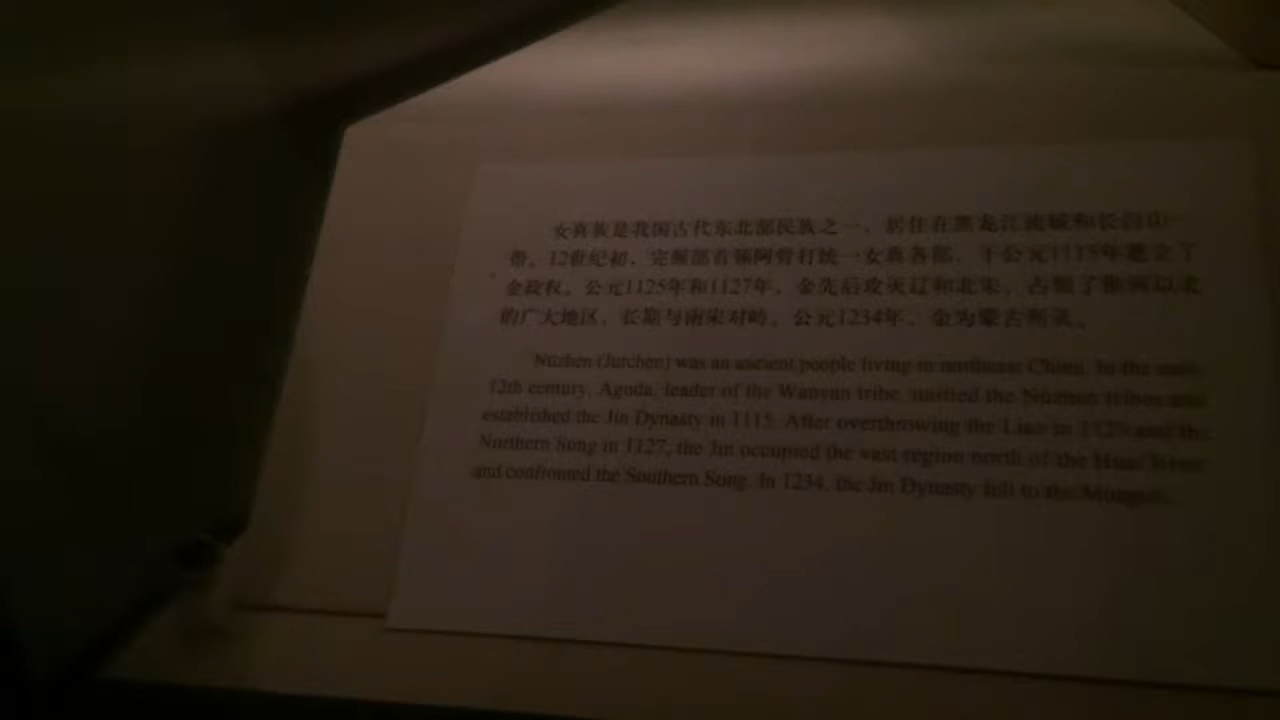 女真族是我国古代东北部民族之一，居住在黑龙江流域和长白山一
带。12世纪初，完颜部首领阿骨打统一女真各部，于公元1115年建立了
金政权。公元1125年和1127年，金先后攻灭辽和北宋，占领了淮河以北
的广大地区，长期与南宋对峙。公元1234年，金为蒙古所灭。
Nüzhen (Jurchen) was an ancient people living in northeast China. In the early
12th century, Aguda, leader of the Wanyan tribe, unified the Nüzhen tribes and
established the Jin Dynasty in 1115. After overthrowing the Liao in 1125 and the
Northern Song in 1127, the Jin occupied the vast region north of the Huai River
and confronted the Southern Song. In 1234, the Jin Dynasty fell to the Mongols.